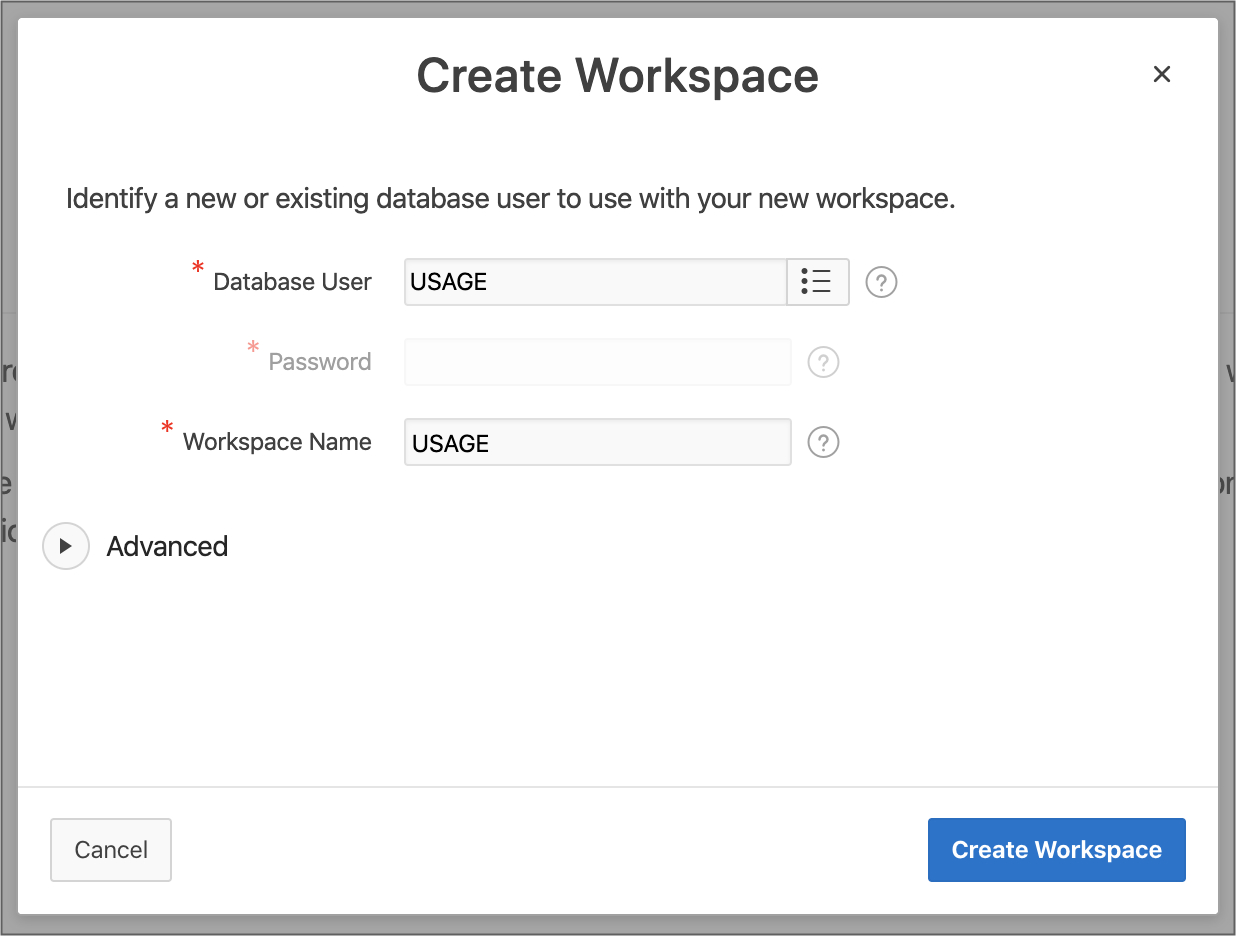 Create Workspace
Identify a new or existing database user to use with your new workspace.
* Database User USAGE ?
* Password ?
* Workspace Name USAGE ?
Advanced
Cancel Create Workspace